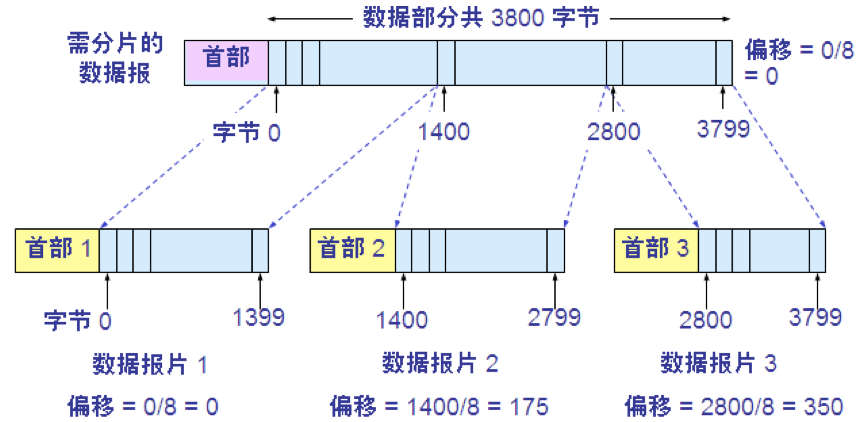 数据部分共 3800 字节
需分片的
数据报
首部
偏移 = 0/8
= 0
字节 0
1400
2800
3799
首部 1
首部 2
首部 3
字节 0
1399
1400
2799
2800
3799
数据报片 1
数据报片 2
数据报片 3
偏移 = 0/8 = 0
偏移 = 1400/8 = 175
偏移 = 2800/8 = 350